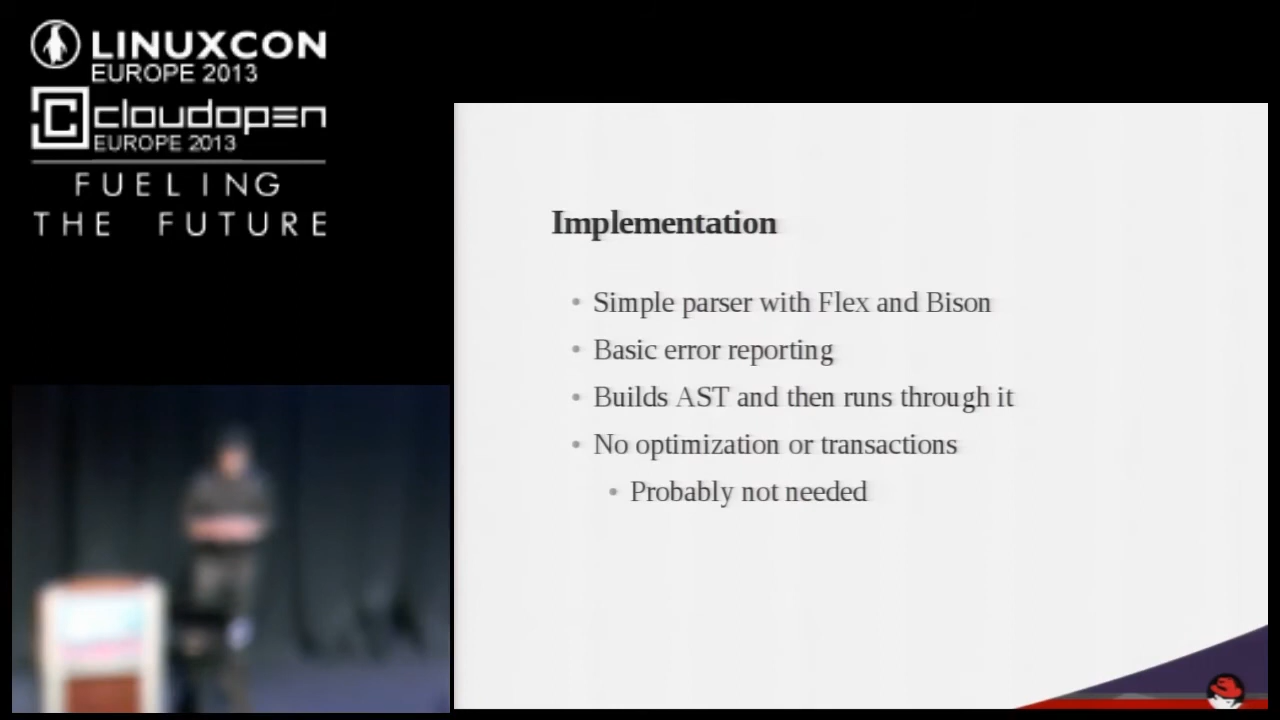 LINUXCON
EUROPE 2013
cloudopen
EUROPE 2013
FUELING
THE FUTURE
Implementation
• Simple parser with Flex and Bison
• Basic error reporting
• Builds AST and then runs through it
• No optimization or transactions
• Probably not needed